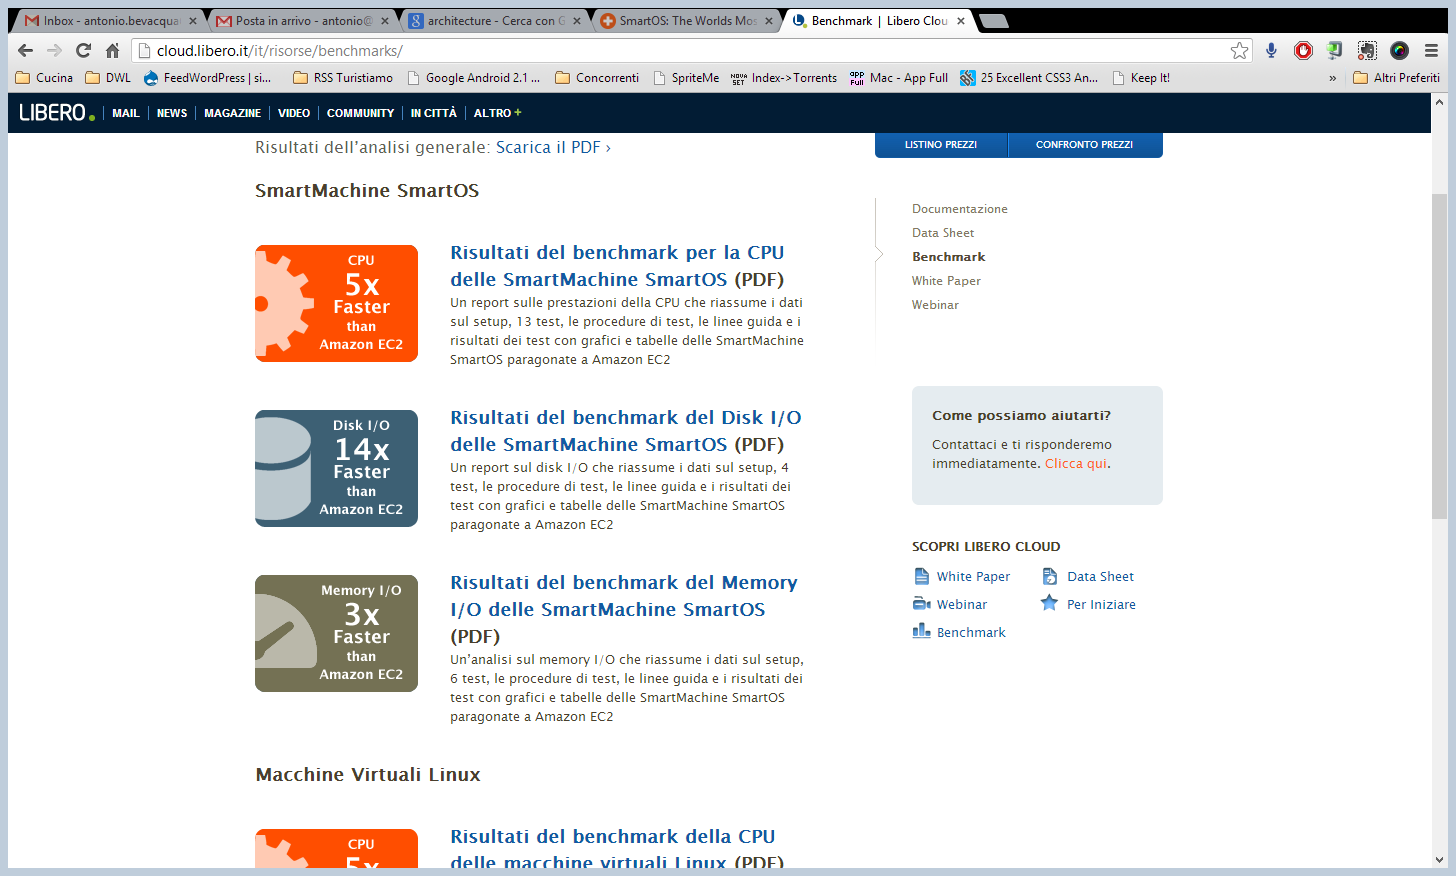 Inbox - antonio.bevacqua
Posta in arrivo - antonio@
architecture - Cerca con G
SmartOS: The Worlds Mos
Benchmark | Libero Clou
cloud.libero.it/it/risorse/benchmarks/
Cucina
DWL
FeedWordPress | si...
RSS Turistiamo
Google Android 2.1 ...
Concorrenti
SpriteMe
Index->Torrents
app Full
Mac - App Full
25 Excellent CSS3 An...
Keep It!
»
Altri Preferiti
LIBERO.
MAIL
NEWS
MAGAZINE
VIDEO
COMMUNITY
IN CITTÀ
ALTRO +
Risultati dell'analisi generale: Scarica il PDF ›
LISTINO PREZZI
CONFRONTO PREZZI
SmartMachine SmartOS
CPU
5x
Faster
than
Amazon EC2
Risultati del benchmark per la CPU
delle SmartMachine SmartOS (PDF)
Un report sulle prestazioni della CPU che riassume i dati
sul setup, 13 test, le procedure di test, le linee guida e i
risultati dei test con grafici e tabelle delle SmartMachine
SmartOS paragonate a Amazon EC2
Disk I/O
14x
Faster
than
Amazon EC2
Risultati del benchmark del Disk I/O
delle SmartMachine SmartOS (PDF)
Un report sul disk I/O che riassume i dati sul setup, 4
test, le procedure di test, le linee guida e i risultati dei
test con grafici e tabelle delle SmartMachine SmartOS
paragonate a Amazon EC2
Memory I/O
3x
Faster
than
Amazon EC2
Risultati del benchmark del Memory
I/O delle SmartMachine SmartOS
(PDF)
Un'analisi sul memory I/O che riassume i dati sul setup,
6 test, le procedure di test, le linee guida e i risultati dei
test con grafici e tabelle delle SmartMachine SmartOS
paragonate a Amazon EC2
Macchine Virtuali Linux
CPU
5x
Risultati del benchmark della CPU
delle macchine virtuali Linux (PDF)
Documentazione
Data Sheet
Benchmark
White Paper
Webinar
Come possiamo aiutarti?
Contattaci e ti risponderemo
immediatamente. Clicca qui.
SCOPRI LIBERO CLOUD
White Paper
Data Sheet
Webinar
Per Iniziare
Benchmark